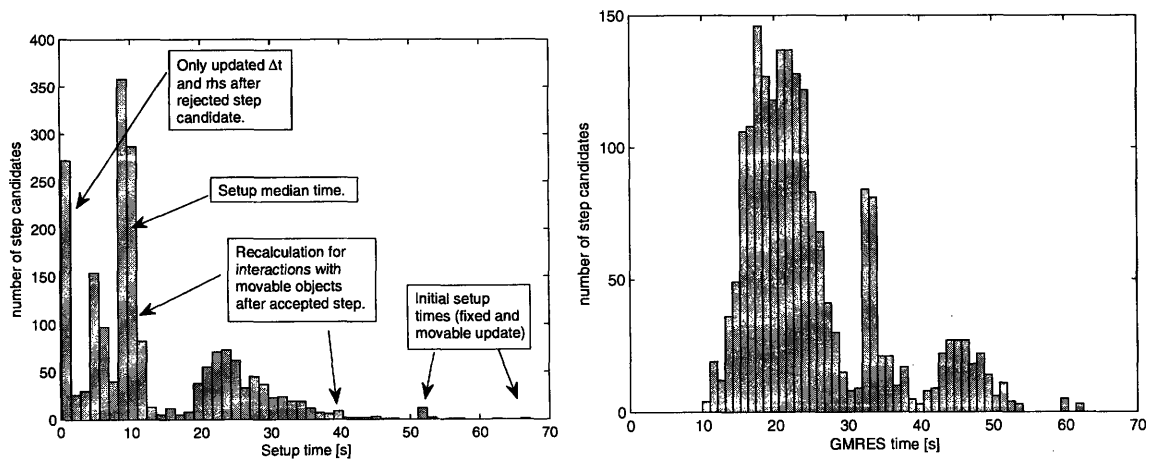 400
350
300
250
200
150
100
50
0
number of step candidates
Only updated Δt
and rhs after
rejected step
candidate.
Setup median time.
Recalculation for
interactions with
movable objects
after accepted step.
Initial setup
times (fixed and
movable update)
0 10 20 30 40 50 60 70
Setup time [s]
150
100
50
0
number of step candidates
0 10 20 30 40 50 60 70
GMRES time [s]